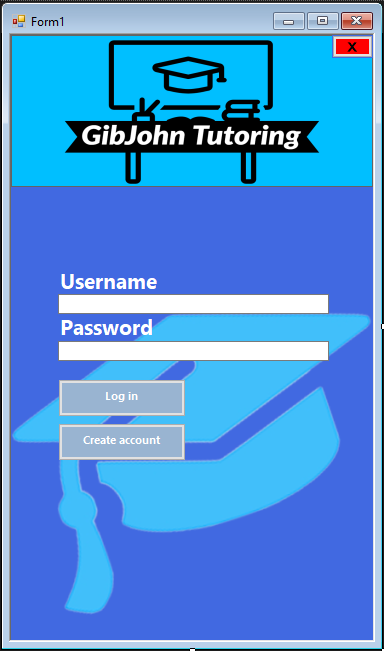 Form1
X
GibJohn Tutoring
Username
Password
Log in
Create account